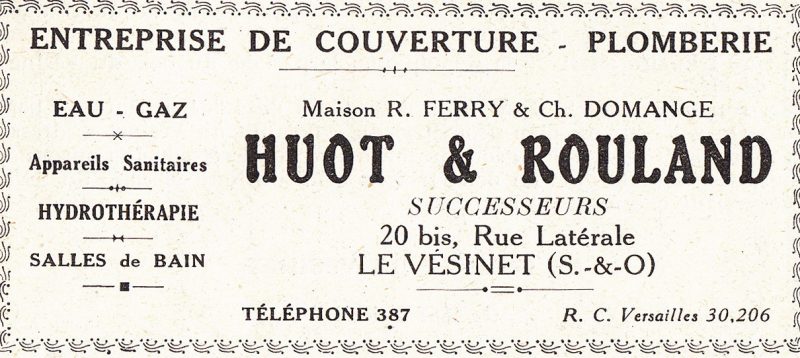 ENTREPRISE DE COUVERTURE - PLOMBERIE
EAU - GAZ
Appareils Sanitaires
HYDROTHÉRAPIE
SALLES de BAIN
Maison R. FERRY & Ch. DOMANGE
HUOT & ROULAND
SUCCESSEURS
20 bis, Rue Latérale
LE VÉSINET (S.-&-O)
TÉLÉPHONE 387
R. C. Versailles 30,206